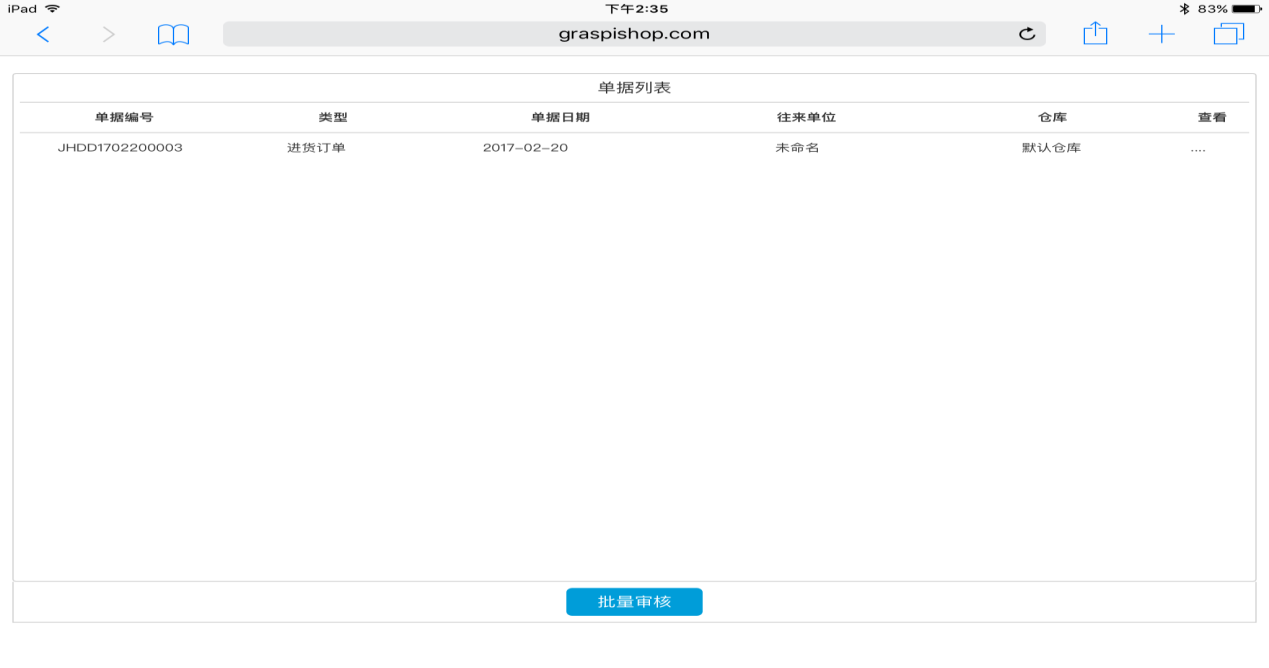 iPad 下午2:35 83%
graspishop.com
单据列表
单据编号 类型 单据日期 往来单位 仓库 查看
JHDD1702200003 进货订单 2017-02-20 未命名 默认仓库 ....
批量审核